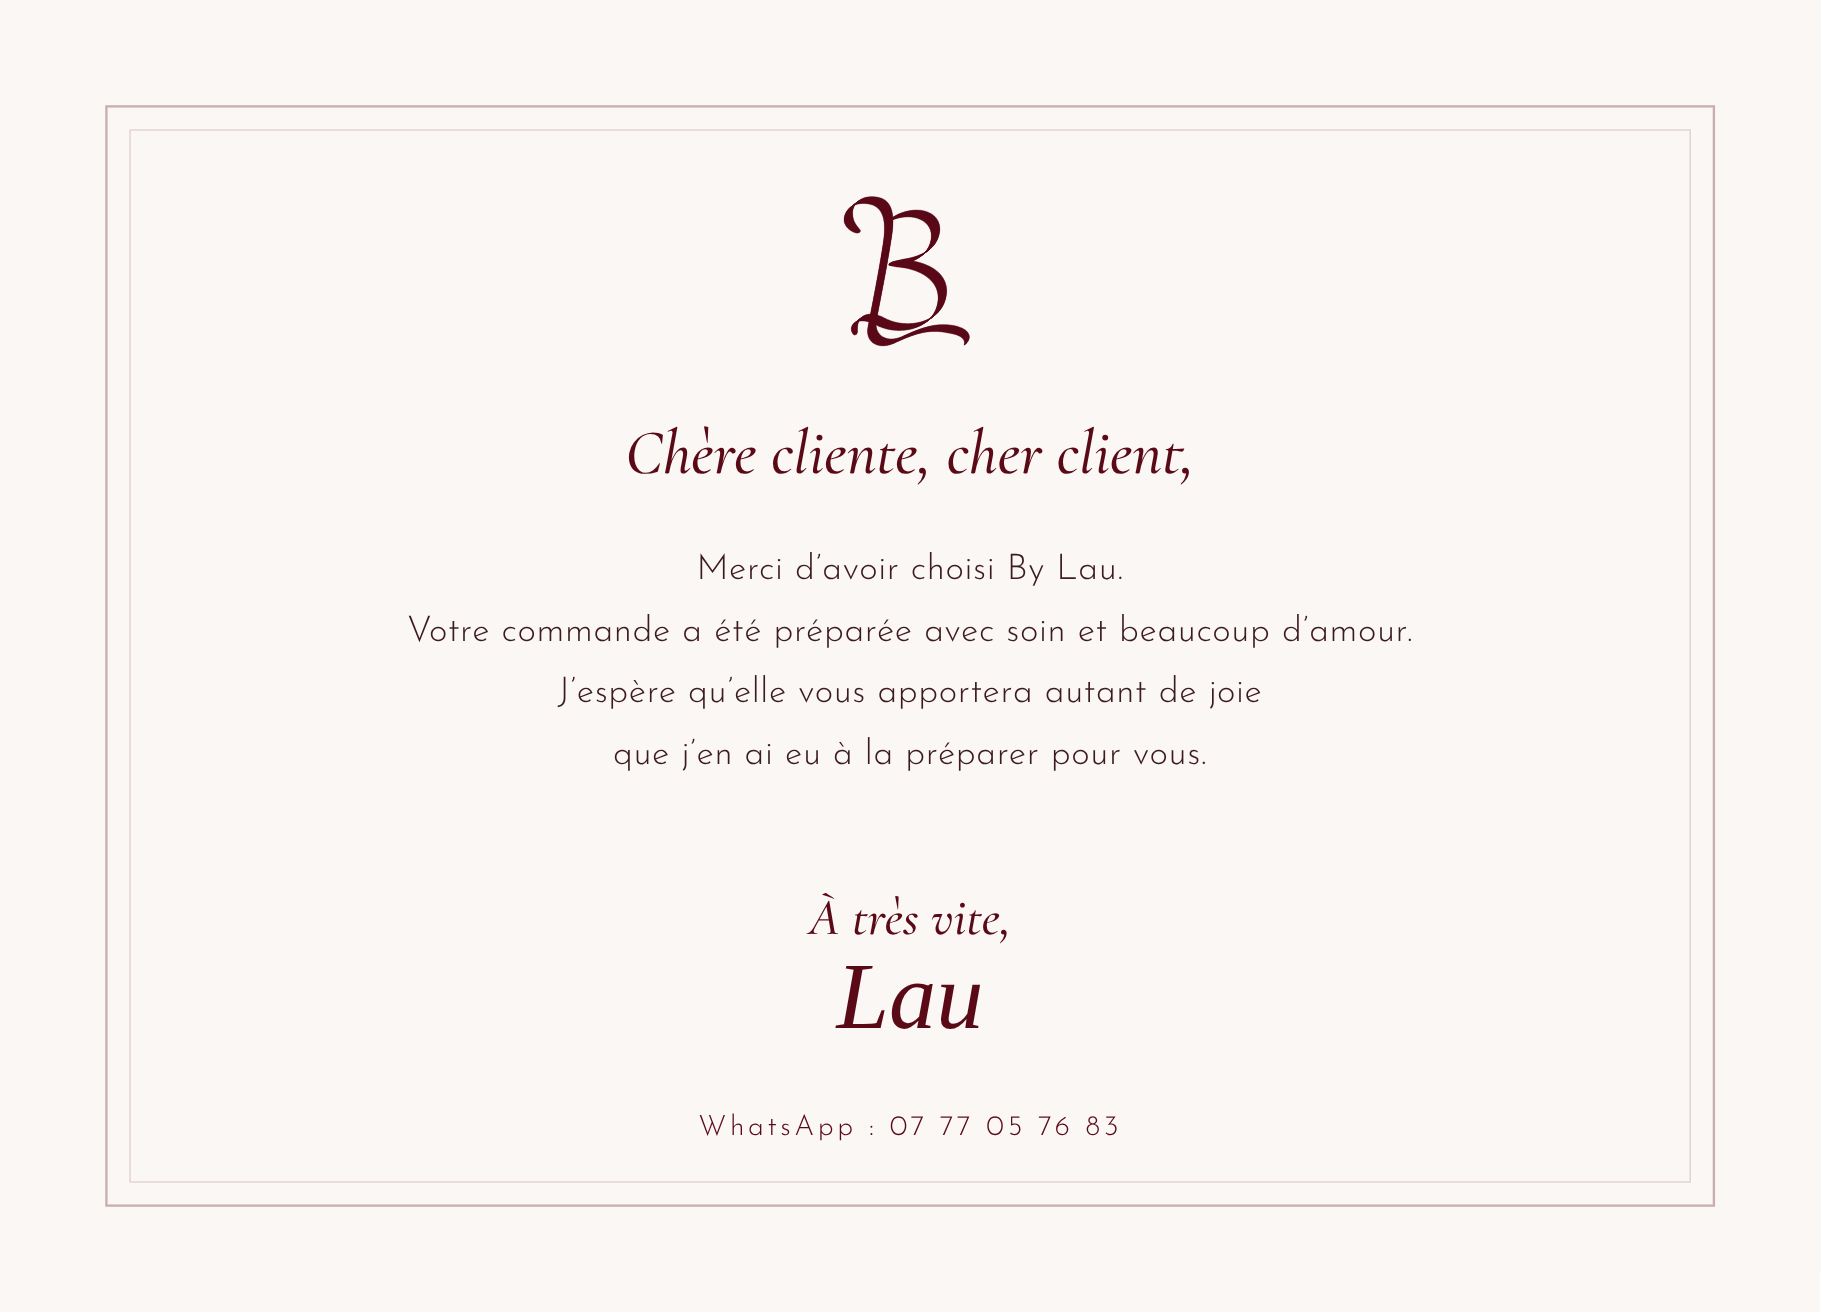 BL
Chère cliente, cher client,
Merci d’avoir choisi By Lau.
Votre commande a été préparée avec soin et beaucoup d’amour.
J’espère qu’elle vous apportera autant de joie
que j’en ai eu à la préparer pour vous.
À très vite,
Lau
WhatsApp : 07 77 05 76 83